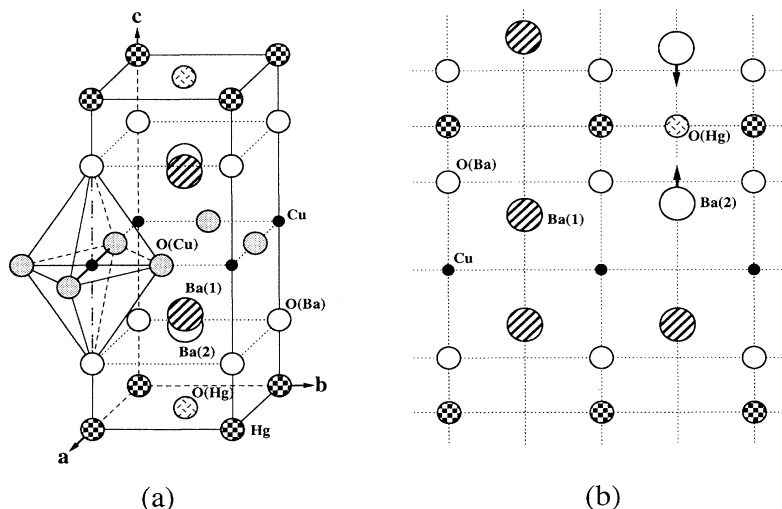 c
Cu
O(Cu)
Ba(1)
O(Ba)
Ba(2)
O(Hg)
b
Hg
a
(a)
O(Hg)
O(Ba)
Ba(1)
Ba(2)
Cu
(b)